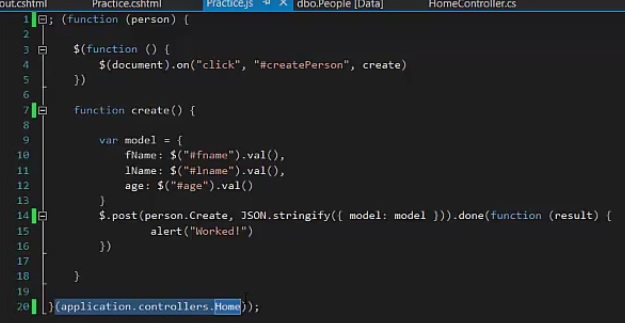 out.cshtml Practice.cshtml Practice.js dbo.People [Data] HomeController.cs
1 ; (function (person) {
2
3 $(function () {
4 $(document).on("click", "#createPerson", create)
5 })
6
7 function create() {
8
9 var model = {
10 fName: $("#fname").val(),
11 lName: $("#lname").val(),
12 age: $("#age").val()
13 }
14 $.post(person.Create, JSON.stringify({ model: model })).done(function (result) {
15 alert("Worked!")
16 })
17
18 }
19
20 }(application.controllers.Home));